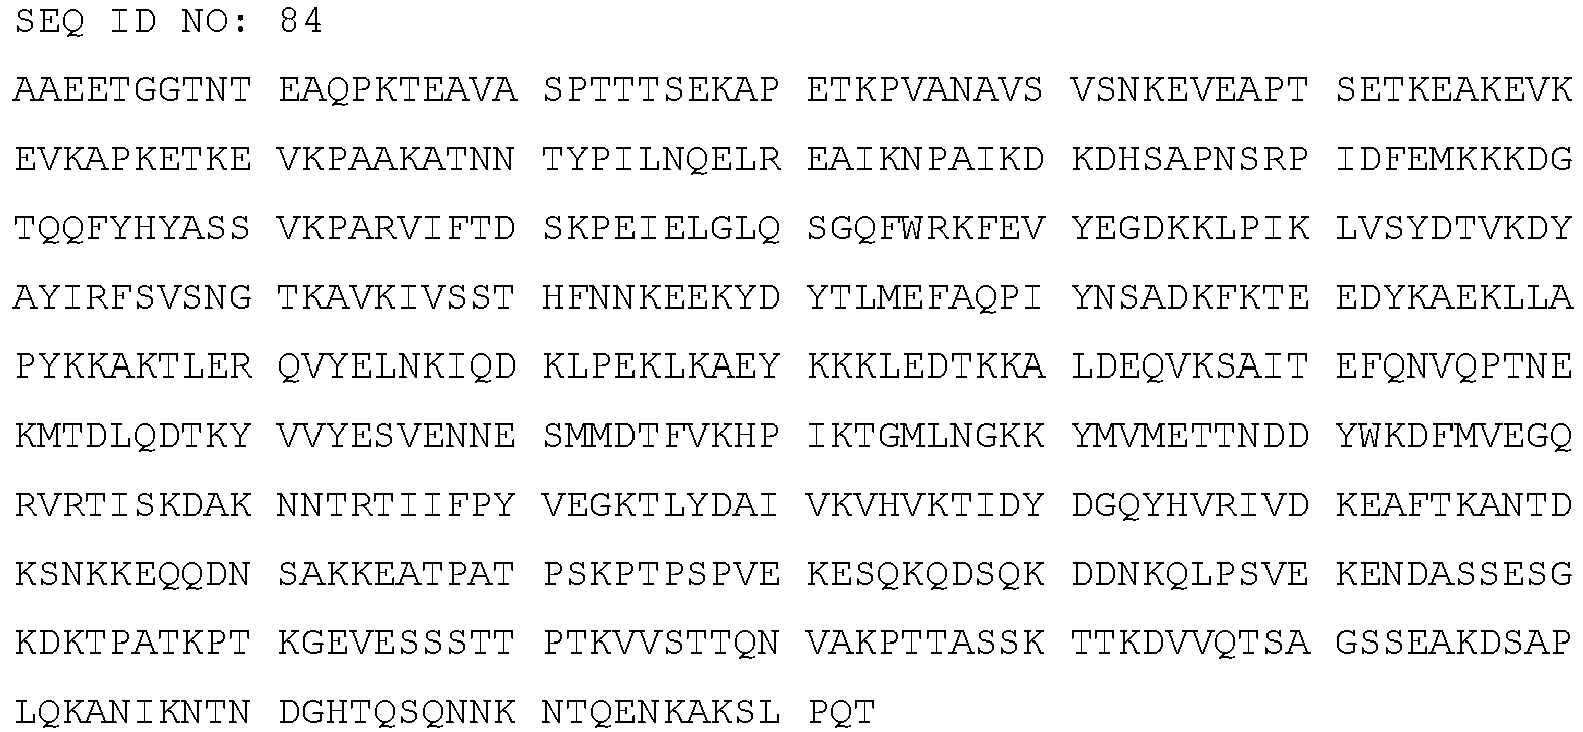 SEQ ID NO: 84
AAEETGGTNT EAQPKTEAVA SPTTTSEKAP ETKPVANAVS VSNKEVEAPT SETKEAKEVK
EVKAPKETKE VKPAAKATNN TYPILNQELR EAIKNPAIKD KDHSAPNSRP IDFEMKKKDG
TQQFYHYASS VKPARVIFTD SKPEIELGLQ SGQFWRKFEV YEGDKKLPIK LVSYDTVKDY
AYIRFSVSNG TKAVKIVSST HFNNKEEKYD YTLMEFAQPI YNSADKFKTE EDYKAEKLLA
PYKKAKTLER QVYELNKIQD KLPEKLKAEY KKKLEDTKKA LDEQVKSAIT EFQNVQPTNE
KMTDLQDTKY VVYESVENNE SMMDTFVKHP IKTGMLNGKK YMVMETTNDD YWKDFMVEGQ
RVRTISKDAK NNTRTIIFPY VEGKTLYDAI VKVHVKTIDY DGQYHVRIVD KEAFTKANTD
KSNKKEQQDN SAKKEATPAT PSKPTPSPVE KESQKQDSQK DDNKQLPSVE KENDASSESG
KDKTPATKPT KGEVESSSTT PTKVVSTTQN VAKPTTASSK TTKDVVQTSA GSSEAKDSAP
LQKANIKNTN DGHTQSQNNK NTQENKAKSL PQT